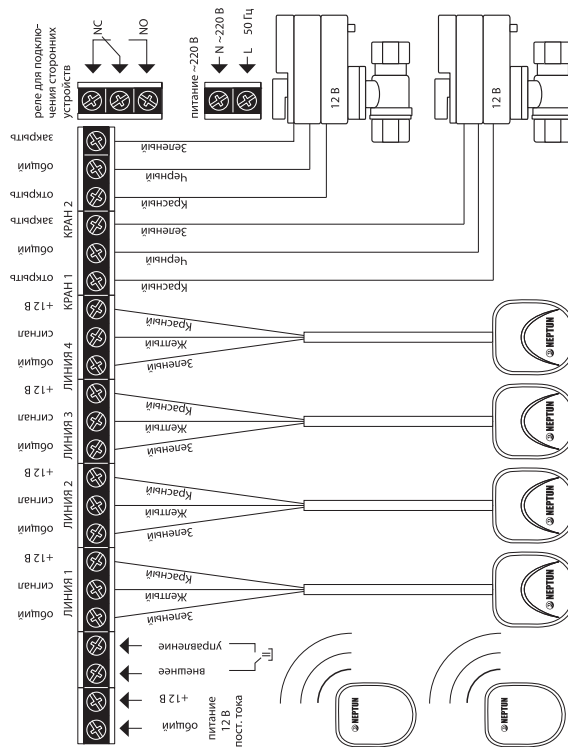 реле для подклю-
чения сторонних
устройств
NC
NO
питание ~220 В
N ~220 В
L 50 Гц
12 В
12 В
закрыть
общий
открыть
КРАН 2
закрыть
общий
открыть
КРАН 1
+12 В
сигнал
общий
ЛИНИЯ 4
+12 В
сигнал
общий
ЛИНИЯ 3
+12 В
сигнал
общий
ЛИНИЯ 2
+12 В
сигнал
общий
ЛИНИЯ 1
управление
внешнее
+12 В
общий
питание
12 В
пост. тока
Зеленый
Черный
Красный
Зеленый
Черный
Красный
Красный
Желтый
Зеленый
Красный
Желтый
Зеленый
Красный
Желтый
Зеленый
Красный
Желтый
Зеленый
NEPTUN
NEPTUN
NEPTUN
NEPTUN
NEPTUN
NEPTUN